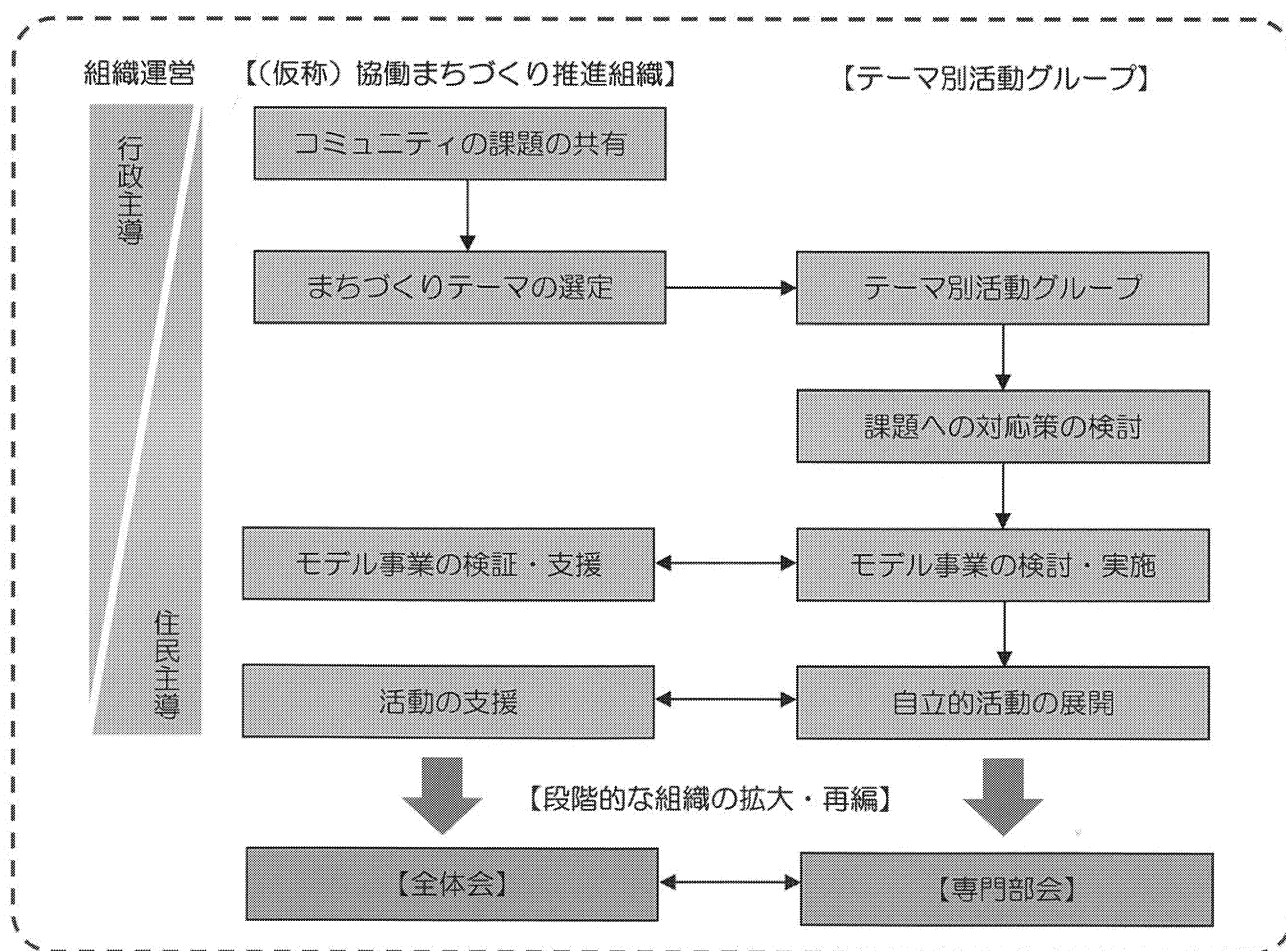 組織運営
【(仮称) 協働まちづくり推進組織】
【テーマ別活動グループ】
行政主導
コミュニティの課題の共有
まちづくりテーマの選定
テーマ別活動グループ
課題への対応策の検討
モデル事業の検証・支援
モデル事業の検討・実施
住民主導
活動の支援
自立的活動の展開
【段階的な組織の拡大・再編】
【全体会】
【専門部会】